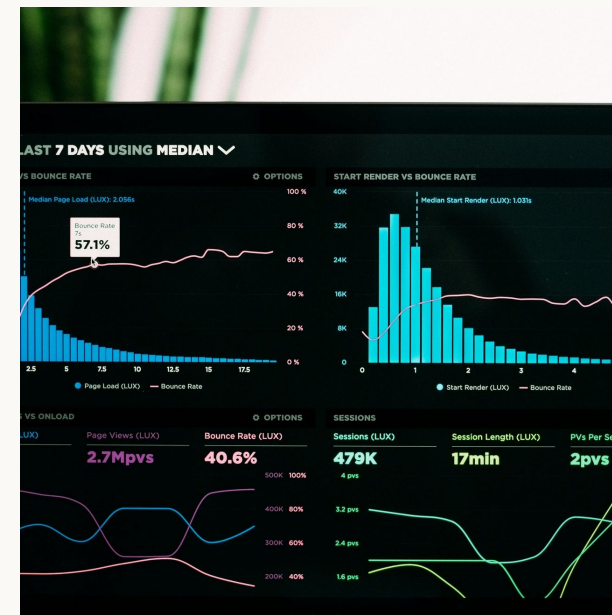 LAST 7 DAYS USING MEDIAN
VS BOUNCE RATE
OPTIONS
Median Page Load (LUX): 2.056s
Bounce Rate
7s
57.1%
100 %
80 %
60 %
40 %
20 %
0 %
2.5 5 7.5 10 12.5 15 17.5
Page Load (LUX) Bounce Rate
START RENDER VS BOUNCE RATE
Median Start Render (LUX): 1.031s
40K
32K
24K
16K
8K
0
0 1 2 3 4
Start Render (LUX) Bounce Rate
VS ONLOAD
OPTIONS
LUX)
Page Views (LUX)
2.7Mpvs
Bounce Rate (LUX)
40.6%
500K 100%
400K 80%
300K 60%
200K 40%
SESSIONS
Sessions (LUX)
479K
Session Length (LUX)
17min
PVs Per Se
2pvs
4 pvs
3.2 pvs
2.4 pvs
1.6 pvs